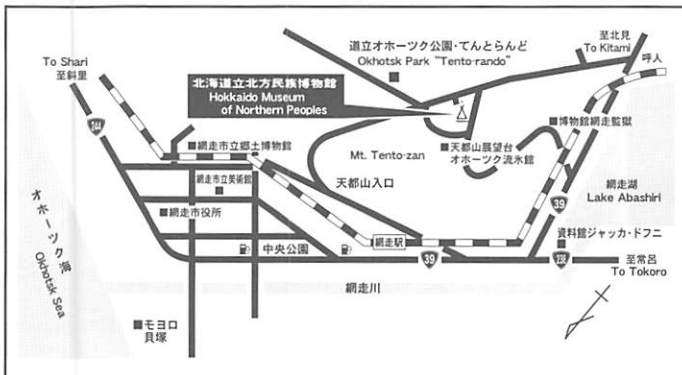 To Shari
至斜里
244
北海道立北方民族博物館
Hokkaido Museum
of Northern Peoples
道立オホーツク公園・てんとらんど
Okhotsk Park "Tento-rando"
至北見
To Kitami
呼人
網走市立郷土博物館
網走市立美術館
網走市役所
Mt. Tento-zan
天都山入口
天都山展望台
オホーツク流氷館
博物館網走監獄
網走湖
Lake Abashiri
39
資料館ジャッカ・ドフニ
オホーツク海
Okhotsk Sea
中央公園
網走駅
39
238
至常呂
To Tokoro
網走川
モヨロ
貝塚